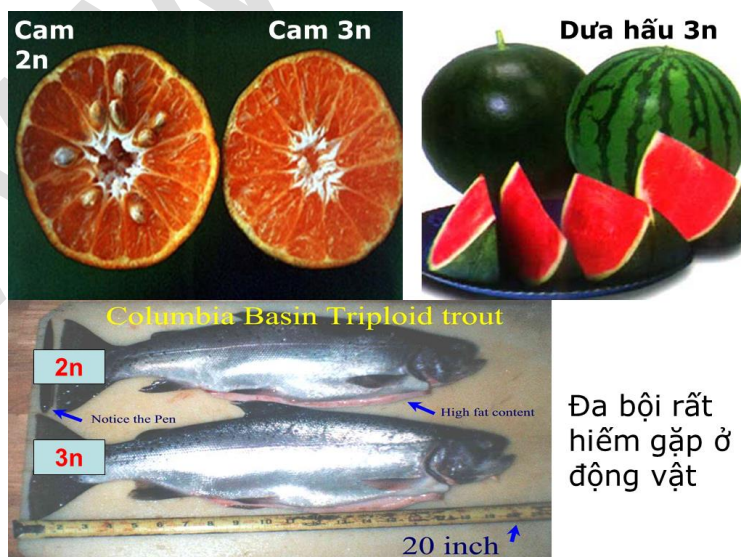 Cam
2n
Cam 3n
Dưa hấu 3n
Columbia Basin Triploid trout
2n
Notice the Pen
High fat content
3n
20 inch
Đa bội rất
hiếm gặp ở
động vật